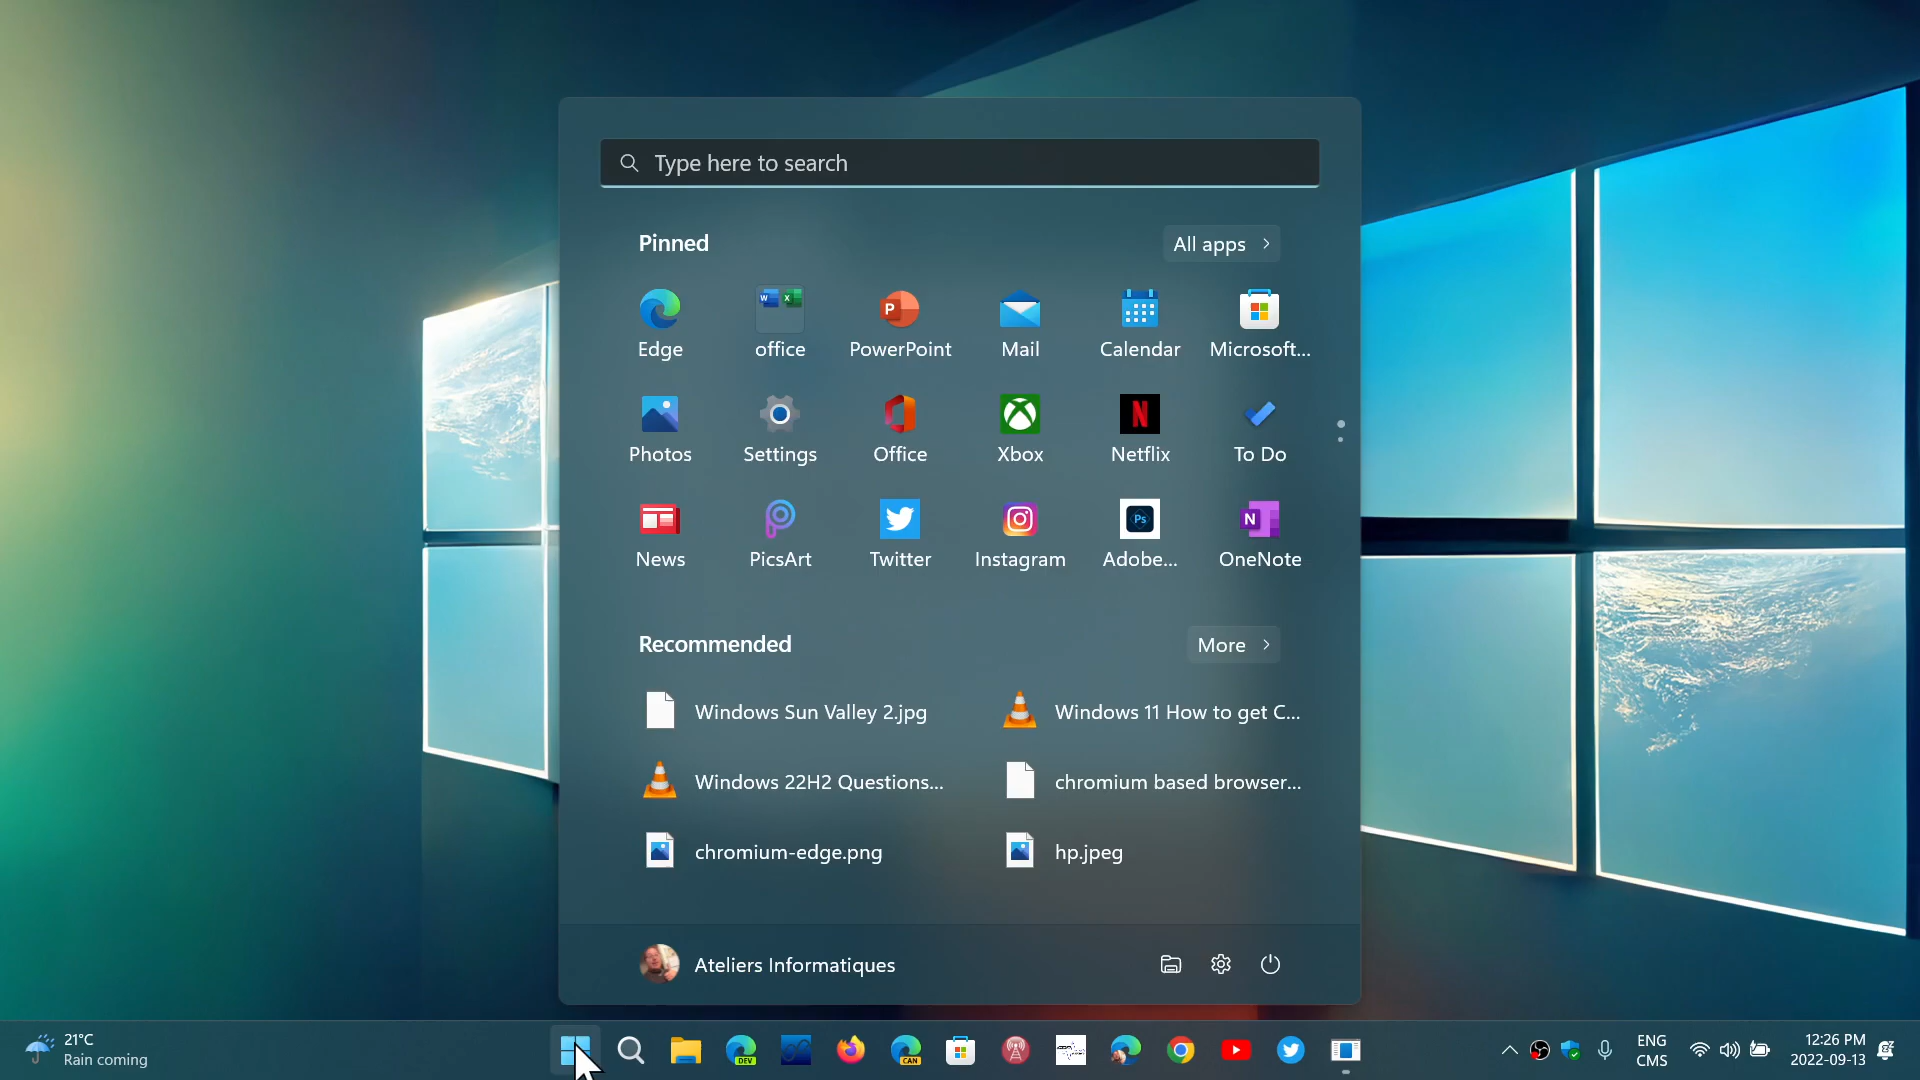 Type here to search
Pinned
All apps
Edge
office
PowerPoint
Mail
Calendar
Microsoft...
Photos
Settings
Office
Xbox
Netflix
To Do
News
PicsArt
Twitter
Instagram
Adobe...
OneNote
Recommended
More
Windows Sun Valley 2.jpg
Windows 11 How to get C...
Windows 22H2 Questions...
chromium based browser...
chromium-edge.png
hp.jpeg
Ateliers Informatiques
21°C
Rain coming
DEV
CAN
ENG
CMS
12:26 PM
2022-09-13